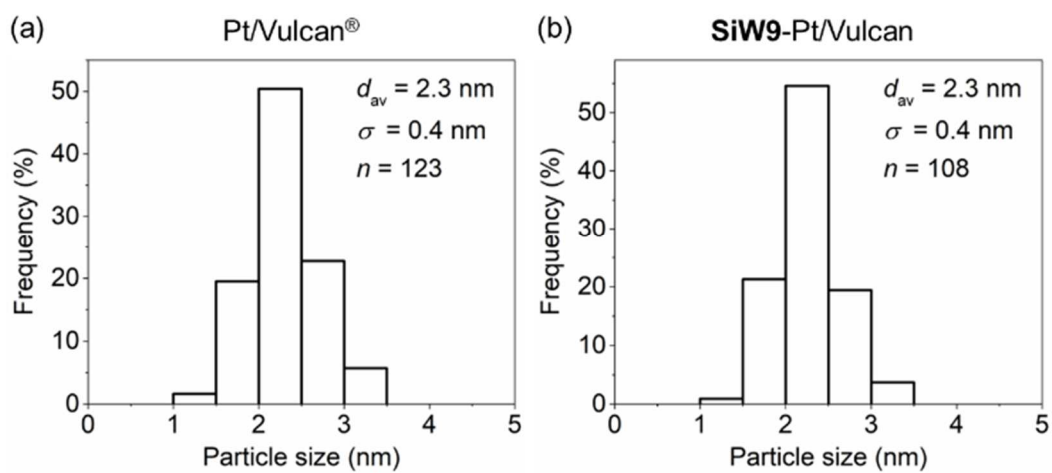 (a) Pt/Vulcan®
Frequency (%)
50
40
30
20
10
0
d_av = 2.3 nm
σ = 0.4 nm
n = 123
0 1 2 3 4 5
Particle size (nm)
(b) SiW9-Pt/Vulcan
Frequency (%)
50
40
30
20
10
0
d_av = 2.3 nm
σ = 0.4 nm
n = 108
0 1 2 3 4 5
Particle size (nm)